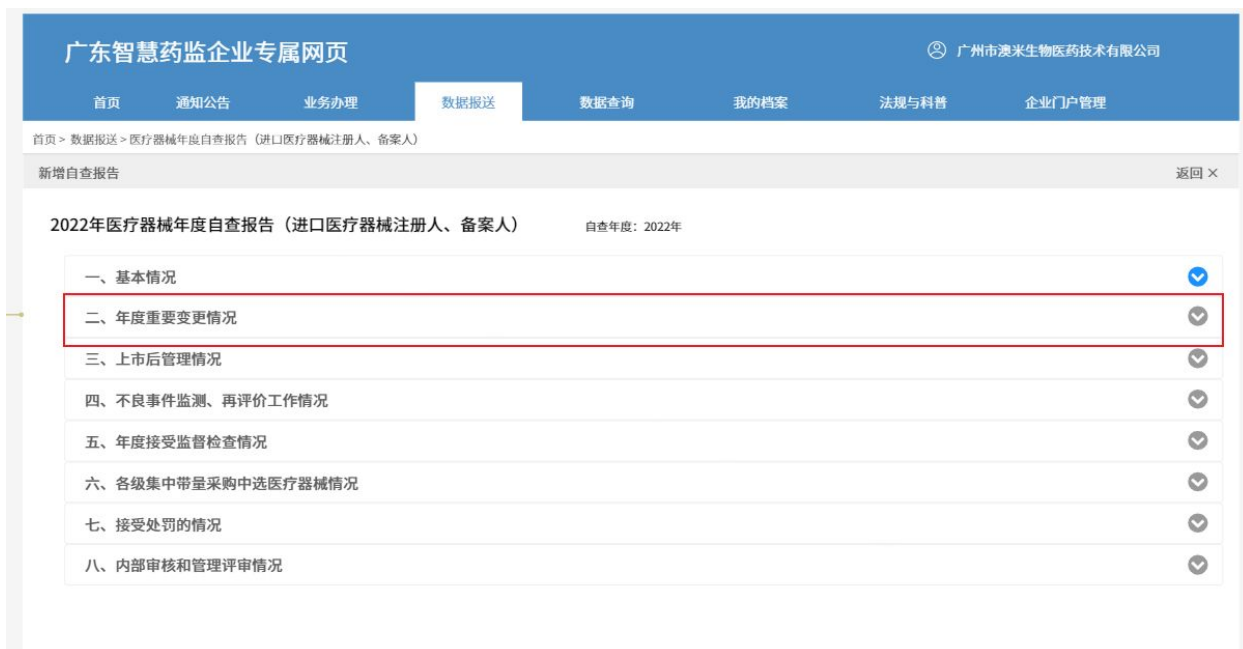 广东智慧药监企业专属网页
广州市澳米生物医药技术有限公司
首页 通知公告 业务办理 数据报送 数据查询 我的档案 法规与科普 企业门户管理
首页 > 数据报送 > 医疗器械年度自查报告（进口医疗器械注册人、备案人）
新增自查报告 返回 ×
2022年医疗器械年度自查报告（进口医疗器械注册人、备案人） 自查年度：2022年
一、基本情况
二、年度重要变更情况
三、上市后管理情况
四、不良事件监测、再评价工作情况
五、年度接受监督检查情况
六、各级集中带量采购中选医疗器械情况
七、接受处罚的情况
八、内部审核和管理评审情况